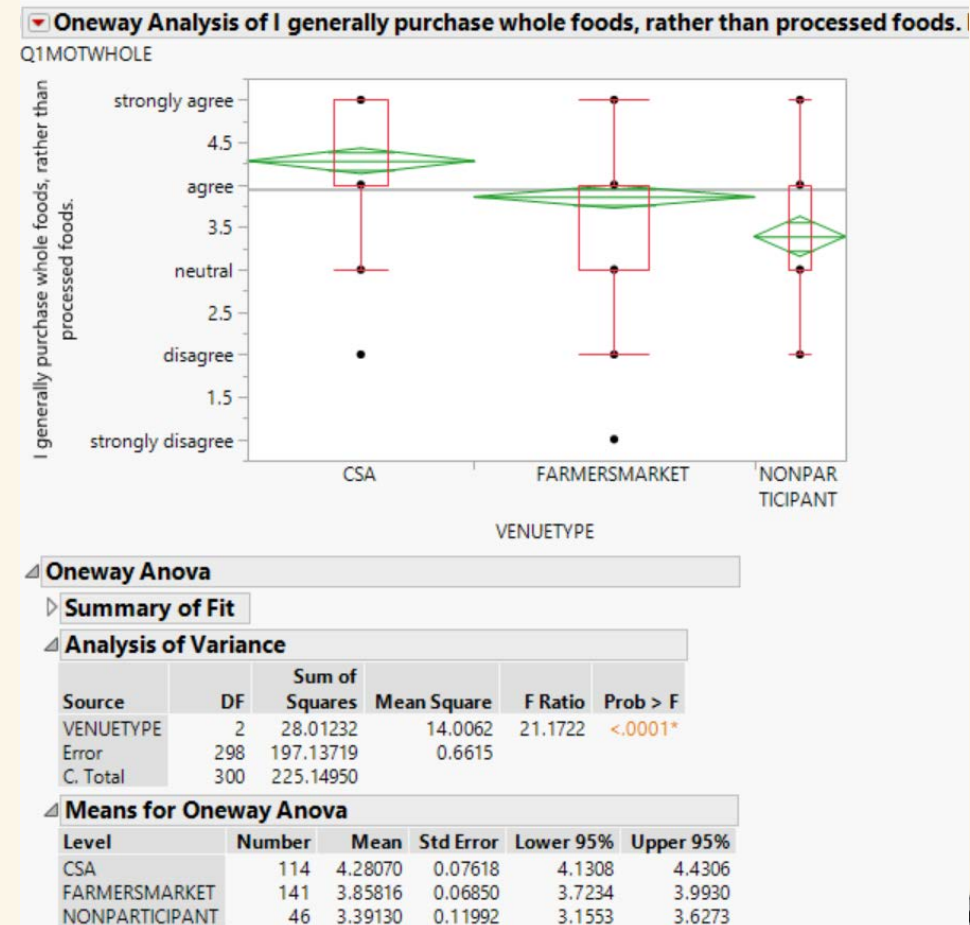 Oneway Analysis of I generally purchase whole foods, rather than processed foods.
Q1MOTWHOLE
I generally purchase whole foods, rather than
processed foods.
strongly agree
4.5
agree
3.5
neutral
2.5
disagree
1.5
strongly disagree
CSA FARMERSMARKET NONPAR
TICIPANT
VENUETYPE
Oneway Anova
Summary of Fit
Analysis of Variance
Sum of
Source DF Squares Mean Square F Ratio Prob > F
VENUETYPE 2 28.01232 14.0062 21.1722 <.0001*
Error 298 197.13719 0.6615
C. Total 300 225.14950
Means for Oneway Anova
Level Number Mean Std Error Lower 95% Upper 95%
CSA 114 4.28070 0.07618 4.1308 4.4306
FARMERSMARKET 141 3.85816 0.06850 3.7234 3.9930
NONPARTICIPANT 46 3.39130 0.11992 3.1553 3.6273